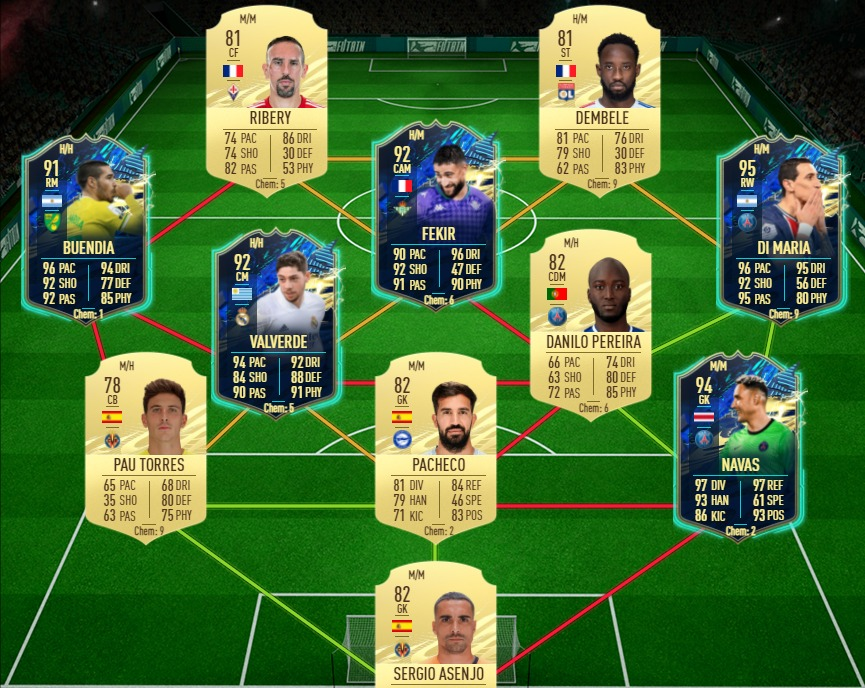 M/M
81
CF
RIBERY
74 PAC 86 DRI
74 SHO 30 DEF
82 PAS 53 PHY
Chem: 5
H/M
81
ST
DEMBELE
81 PAC 76 DRI
79 SHO 30 DEF
62 PAS 83 PHY
Chem: 9
H/H
91
RM
BUENDIA
96 PAC 94 DRI
92 SHO 77 DEF
92 PAS 85 PHY
Chem: 1
H/M
92
CAM
FEKIR
90 PAC 96 DRI
92 SHO 47 DEF
91 PAS 90 PHY
Chem: 6
H/M
95
RW
DI MARIA
96 PAC 95 DRI
92 SHO 56 DEF
95 PAS 80 PHY
Chem: 9
H/H
92
CM
VALVERDE
94 PAC 92 DRI
84 SHO 88 DEF
90 PAS 91 PHY
Chem: 5
M/H
82
CDM
DANILO PEREIRA
66 PAC 74 DRI
63 SHO 80 DEF
72 PAS 85 PHY
Chem: 6
M/H
78
CB
PAU TORRES
65 PAC 68 DRI
35 SHO 80 DEF
63 PAS 75 PHY
Chem: 9
M/M
82
GK
PACHECO
81 DIV 84 REF
79 HAN 46 SPE
71 KIC 83 POS
Chem: 2
M/M
94
GK
NAVAS
97 DIV 97 REF
93 HAN 61 SPE
86 KIC 93 POS
Chem: 2
M/M
82
GK
SERGIO ASENJO